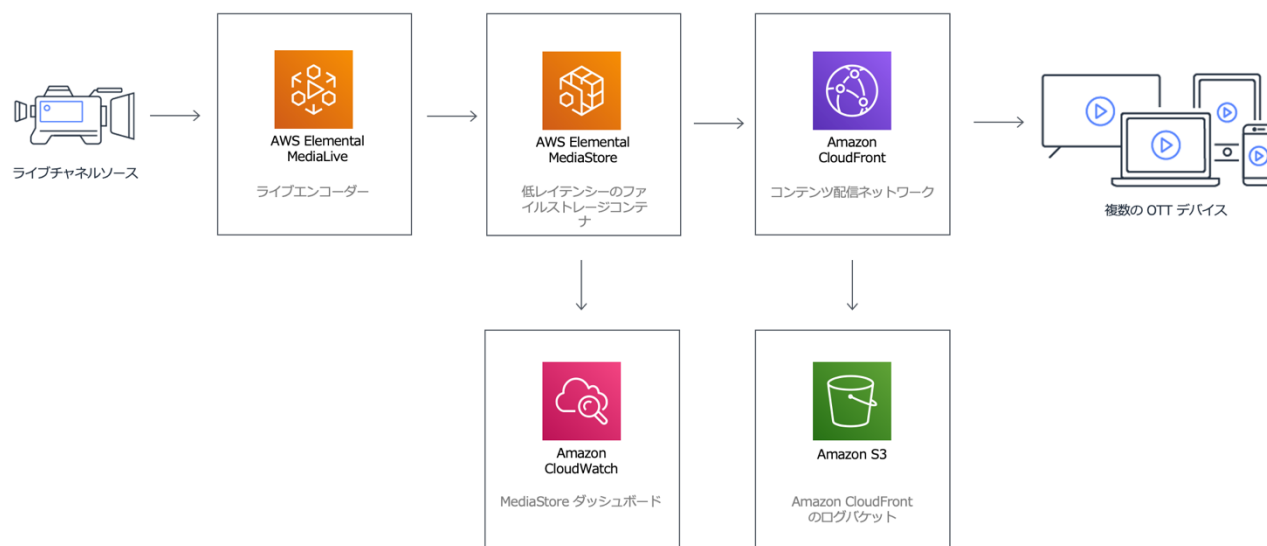 ライブチャネルソース
AWS Elemental
MediaLive
ライブエンコーダー
AWS Elemental
MediaStore
低レイテンシーのファ
イルストレージコンテ
ナ
Amazon
CloudFront
コンテンツ配信ネットワーク
複数の OTT デバイス
Amazon
CloudWatch
MediaStore ダッシュボード
Amazon S3
Amazon CloudFront
のログバケット